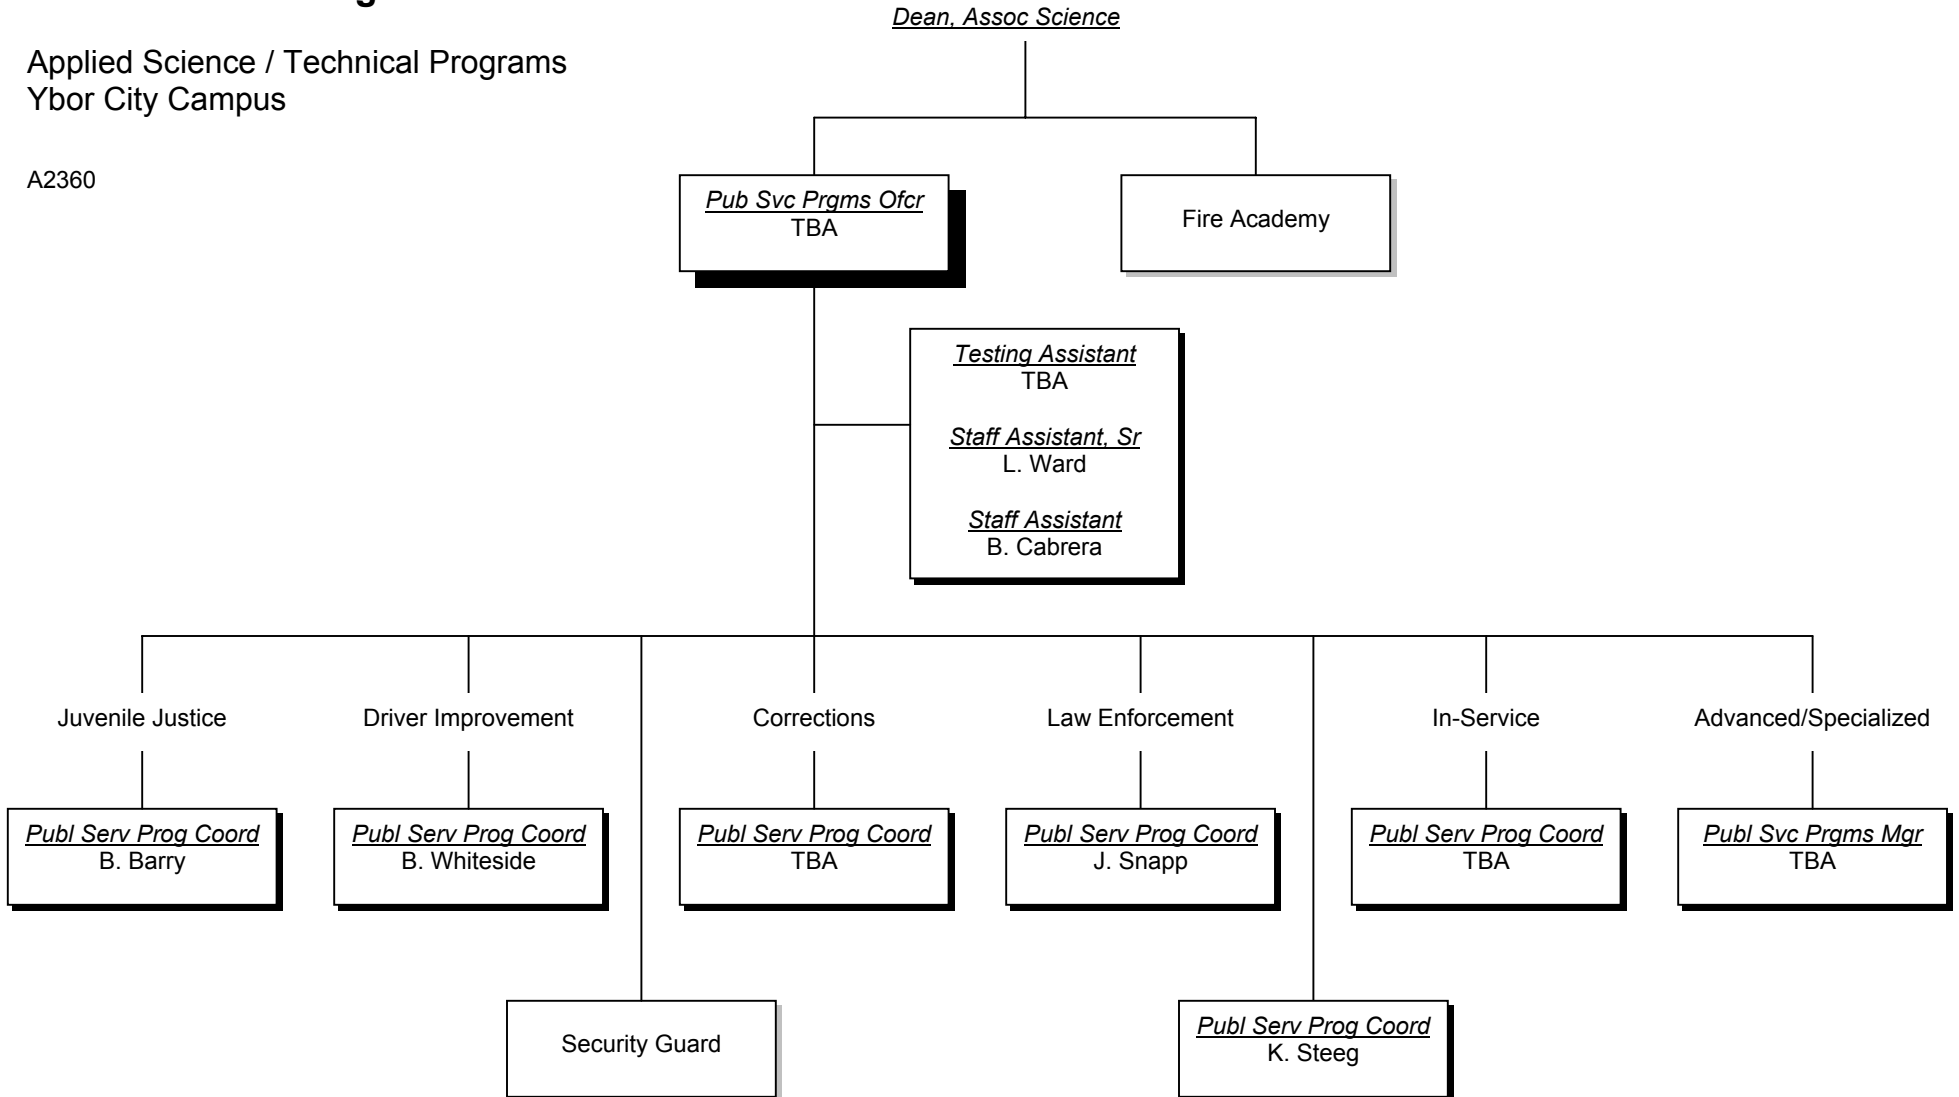 Dean, Assoc Science
Applied Science / Technical Programs
Ybor City Campus
A2360
Pub Svc Prgms Ofcr
TBA
Fire Academy
Testing Assistant
TBA
Staff Assistant, Sr
L. Ward
Staff Assistant
B. Cabrera
Juvenile Justice
Driver Improvement
Corrections
Law Enforcement
In-Service
Advanced/Specialized
Publ Serv Prog Coord
B. Barry
Publ Serv Prog Coord
B. Whiteside
Publ Serv Prog Coord
TBA
Publ Serv Prog Coord
J. Snapp
Publ Serv Prog Coord
TBA
Publ Svc Prgms Mgr
TBA
Security Guard
Publ Serv Prog Coord
K. Steeg